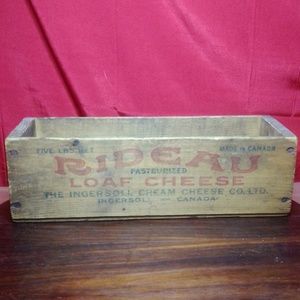 FIVE LBS. NET MADE IN CANADA
RIDEAU
PASTEURIZED
LOAF CHEESE
THE INGERSOLL CREAM CHEESE CO. LTD.
INGERSOLL — CANADA